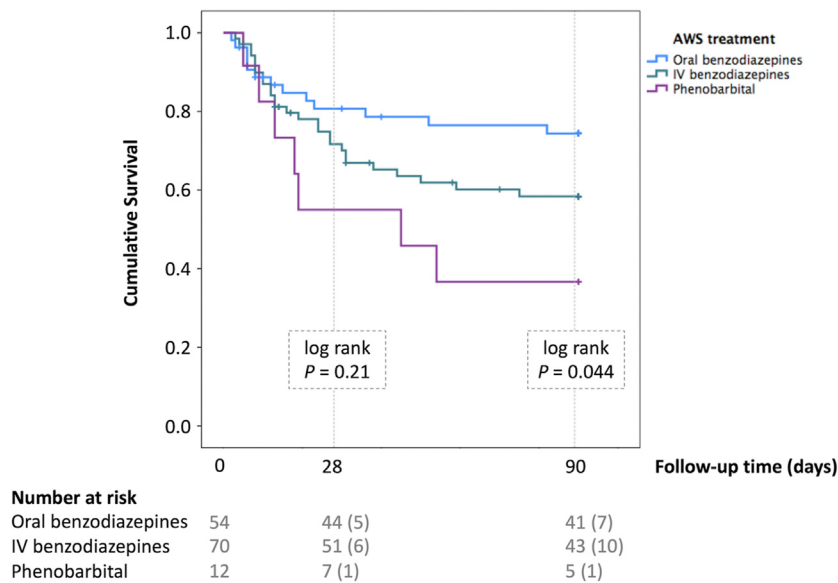 1.0
0.8
0.6
0.4
0.2
0.0
Cumulative Survival
AWS treatment
Oral benzodiazepines
IV benzodiazepines
Phenobarbital
log rank
P = 0.21
log rank
P = 0.044
0 28 90 Follow-up time (days)
Number at risk
Oral benzodiazepines 54 44 (5) 41 (7)
IV benzodiazepines 70 51 (6) 43 (10)
Phenobarbital 12 7 (1) 5 (1)